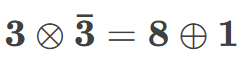 3 ⊗ 3̄ = 8 ⊕ 1